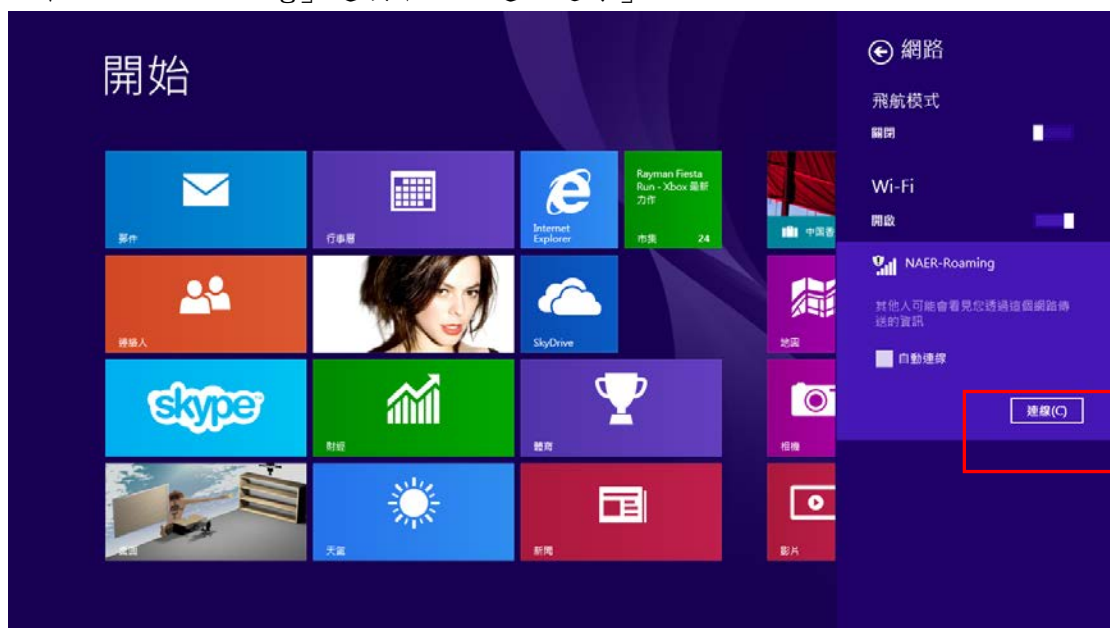 開始
郵件
行事曆
Internet
Explorer
Rayman Fiesta
Run - Xbox 最新
力作
市集 24
中国香
連絡人
SkyDrive
地圖
skype
財經
體育
相機
桌面
天氣
新聞
影片
網路
飛航模式
關閉
Wi-Fi
開啟
NAER-Roaming
其他人可能會看見您透過這個網路傳
送的資訊
自動連線
連線(C)